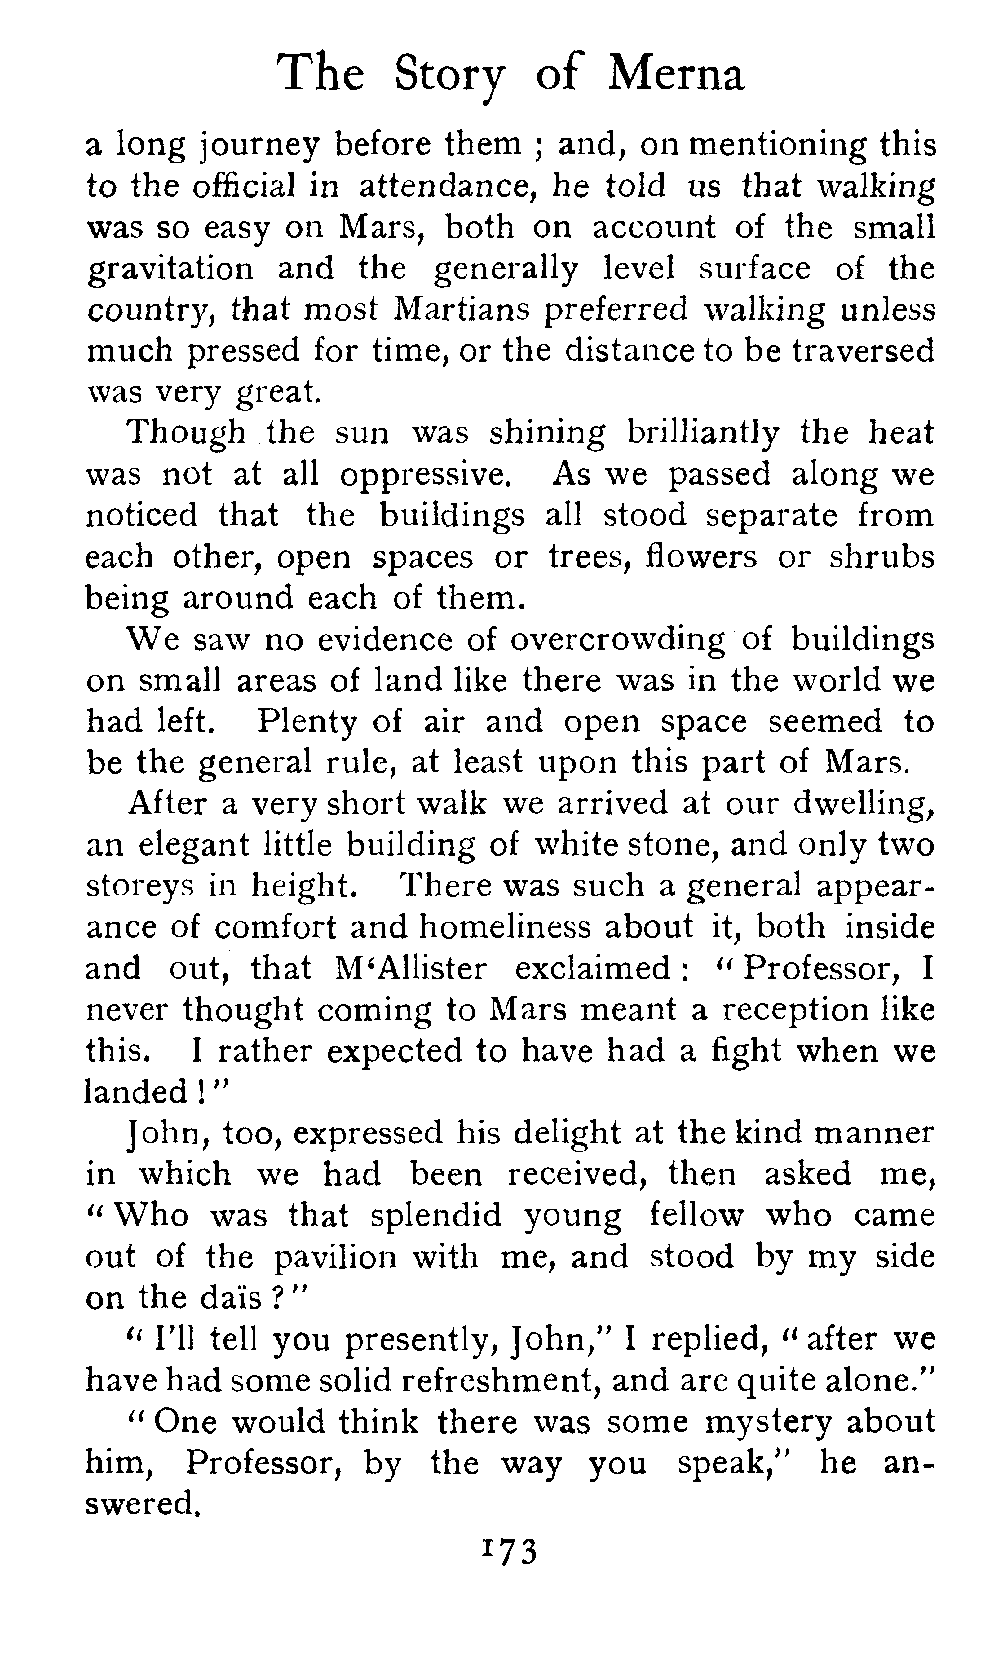 The Story of Merna
a long journey before them ; and, on mentioning this
to the official in attendance, he told us that walking
was so easy on Mars, both on account of the small
gravitation and the generally level surface of the
country, that most Martians preferred walking unless
much pressed for time, or the distance to be traversed
was very great.
Though the sun was shining brilliantly the heat
was not at all oppressive. As we passed along we
noticed that the buildings all stood separate from
each other, open spaces or trees, flowers or shrubs
being around each of them.
We saw no evidence of overcrowding of buildings
on small areas of land like there was in the world we
had left. Plenty of air and open space seemed to
be the general rule, at least upon this part of Mars.
After a very short walk we arrived at our dwelling,
an elegant little building of white stone, and only two
storeys in height. There was such a general appear-
ance of comfort and homeliness about it, both inside
and out, that M‘Allister exclaimed : “ Professor, I
never thought coming to Mars meant a reception like
this. I rather expected to have had a fight when we
landed ! ”
John, too, expressed his delight at the kind manner
in which we had been received, then asked me,
“ Who was that splendid young fellow who came
out of the pavilion with me, and stood by my side
on the daïs ? ”
“ I’ll tell you presently, John,” I replied, “ after we
have had some solid refreshment, and are quite alone.”
“ One would think there was some mystery about
him, Professor, by the way you speak,” he an-
swered.
173